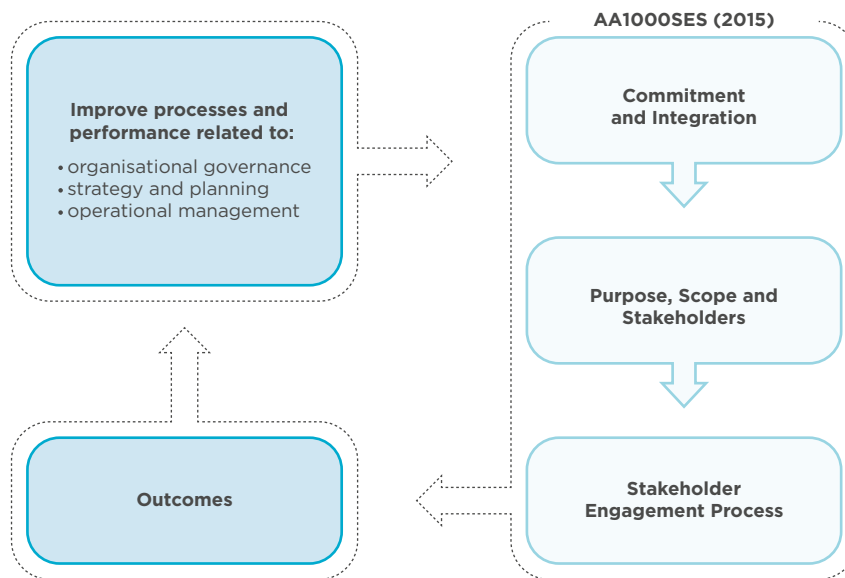 AA1000SES (2015)
Improve processes and
performance related to:
• organisational governance
• strategy and planning
• operational management
Commitment
and Integration
Purpose, Scope and
Stakeholders
Stakeholder
Engagement Process
Outcomes